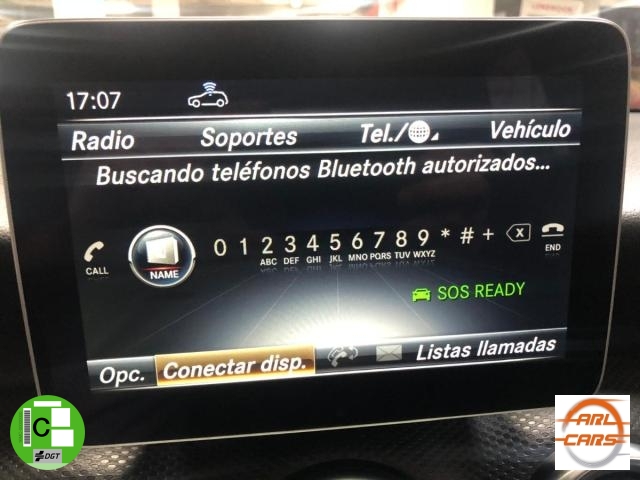 17:07
Radio Soportes Tel./ Vehículo
Buscando teléfonos Bluetooth autorizados...
CALL NAME 0 1 2 3 4 5 6 7 8 9 * # + END
ABC DEF GHI JKL MNO PQRS TUV WXYZ
SOS READY
Opc. Conectar disp. Listas llamadas
C
DGT
ARL
CARS